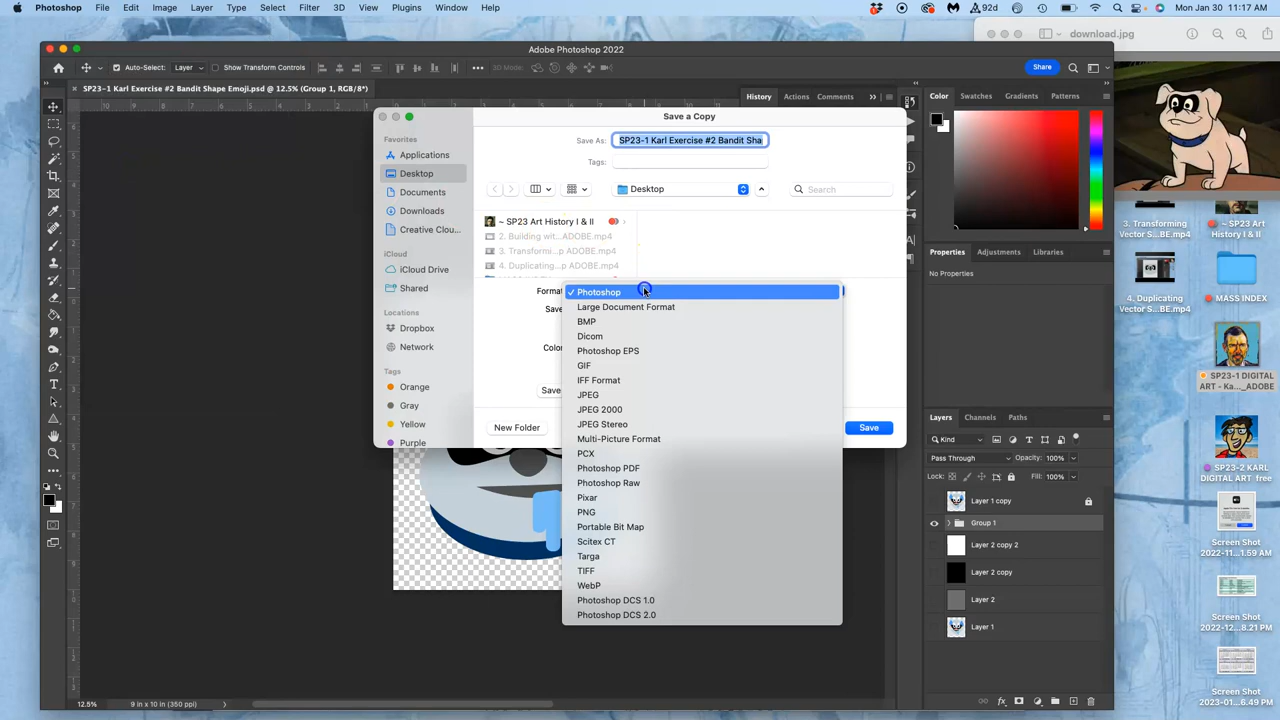 Photoshop File Edit Image Layer Type Select Filter 3D View Plugins Window Help 92d Mon Jan 30 11:17 AM
download.jpg
Adobe Photoshop 2022
Auto-Select: Layer Show Transform Controls 3D Mode: Share
SP23-1 Karl Exercise #2 Bandit Shape Emoji.psd @ 12.5% (Group 1, RGB/8*)
History Actions Comments
Color Swatches Gradients Patterns
Save a Copy
Save As: SP23-1 Karl Exercise #2 Bandit Sha
Tags:
Desktop
Search
Favorites
Applications
Desktop
Documents
Downloads
Creative Clou...
iCloud
iCloud Drive
Shared
Locations
Dropbox
Network
Tags
Orange
Gray
Yellow
Purple
~ SP23 Art History I & II
2. Building wit...ADOBE.mp4
3. Transformi...p ADOBE.mp4
4. Duplicating...p ADOBE.mp4
Format
Save
Color
Save
New Folder
Save
Photoshop
Large Document Format
BMP
Dicom
Photoshop EPS
GIF
IFF Format
JPEG
JPEG 2000
JPEG Stereo
Multi-Picture Format
PCX
Photoshop PDF
Photoshop Raw
Pixar
PNG
Portable Bit Map
Scitex CT
Targa
TIFF
WebP
Photoshop DCS 1.0
Photoshop DCS 2.0
Properties Adjustments Libraries
No Properties
Layers Channels Paths
Kind
Pass Through Opacity: 100%
Lock: Fill: 100%
Layer 1 copy
Group 1
Layer 2 copy 2
Layer 2 copy
Layer 2
Layer 1
12.5% 9 in x 10 in (350 ppi)
3. Transforming
Vector S...BE.mp4
~ SP23 Art
History I & II
4. Duplicating
Vector S...BE.mp4
MASS INDEX
SP23-1 DIGITAL
ART - Ka..._ADOBE
SP23-2 KARL
DIGITAL ART free
Screen Shot
2022-11...1.59 AM
Screen Shot
2022-12...8.21 PM
Screen Shot
2023-01...6.49 PM